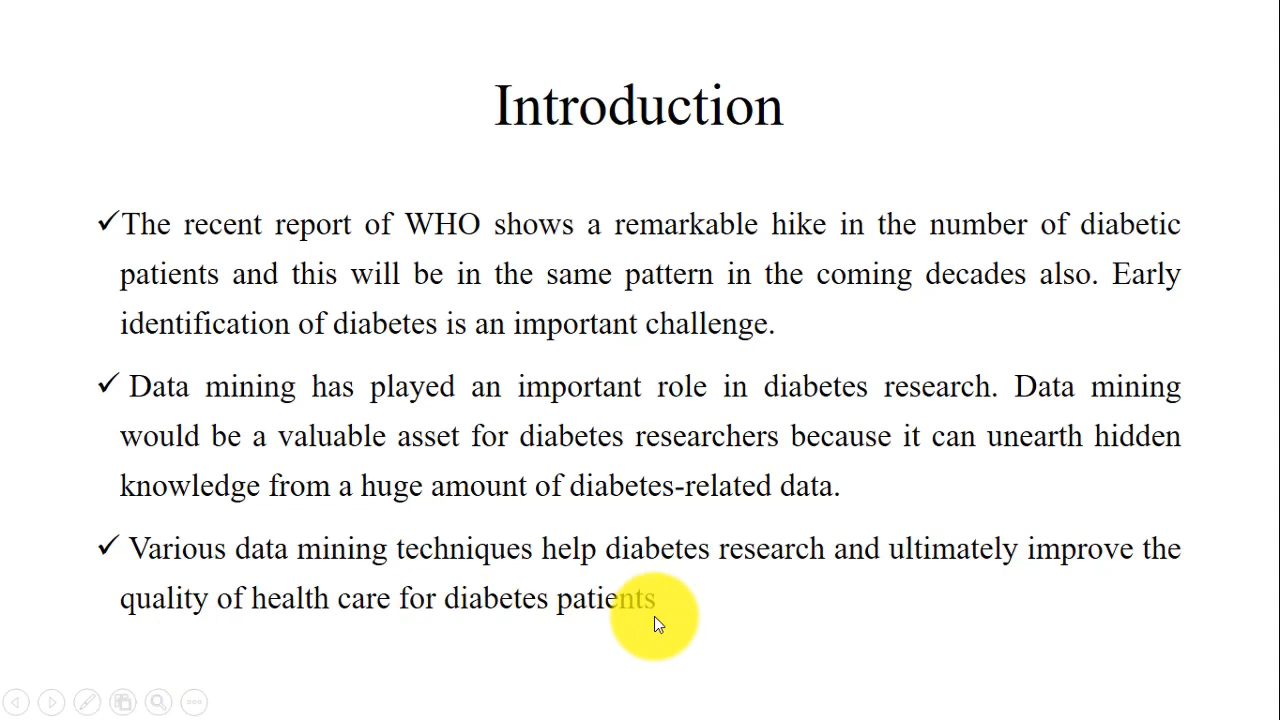 Introduction
✓The recent report of WHO shows a remarkable hike in the number of diabetic
patients and this will be in the same pattern in the coming decades also. Early
identification of diabetes is an important challenge.
✓ Data mining has played an important role in diabetes research. Data mining
would be a valuable asset for diabetes researchers because it can unearth hidden
knowledge from a huge amount of diabetes-related data.
✓ Various data mining techniques help diabetes research and ultimately improve the
quality of health care for diabetes patients